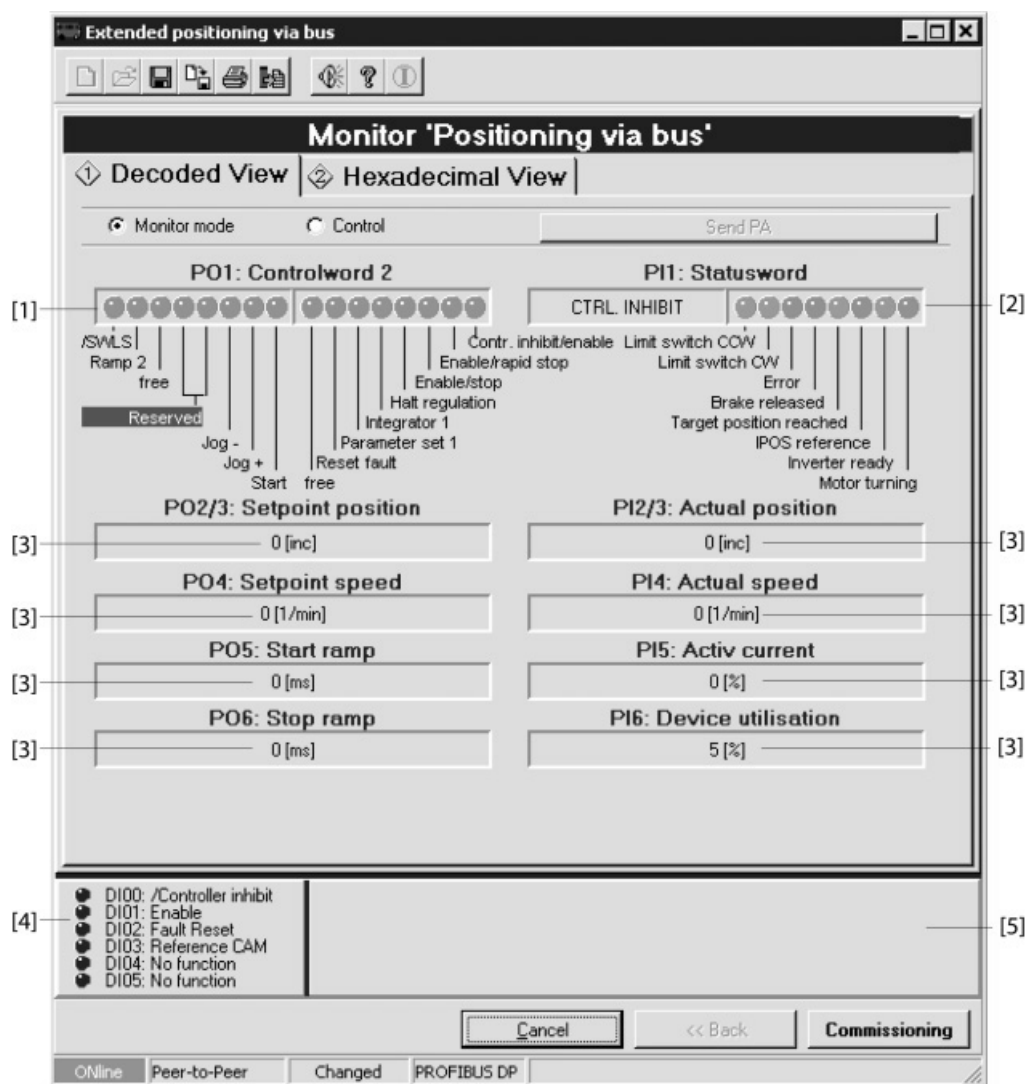 Extended positioning via bus
Monitor 'Positioning via bus'
1 Decoded View 2 Hexadecimal View
Monitor mode Control Send PA
PO1: Controlword 2 PI1: Statusword
[1] CTRL. INHIBIT [2]
/SWLS Contr. inhibit/enable Limit switch CCW
Ramp 2 Enable/rapid stop Limit switch CW
free Enable/stop Error
Halt regulation Brake released
Reserved Integrator 1 Target position reached
Jog - Parameter set 1 IPOS reference
Jog + Reset fault Inverter ready
Start free Motor turning
PO2/3: Setpoint position PI2/3: Actual position
[3] 0 [inc] 0 [inc] [3]
PO4: Setpoint speed PI4: Actual speed
[3] 0 [1/min] 0 [1/min] [3]
PO5: Start ramp PI5: Activ current
[3] 0 [ms] 0 [%] [3]
PO6: Stop ramp PI6: Device utilisation
[3] 0 [ms] 5 [%] [3]
DI00: /Controller inhibit
DI01: Enable
[4] DI02: Fault Reset [5]
DI03: Reference CAM
DI04: No function
DI05: No function
Cancel << Back Commissioning
ONline Peer-to-Peer Changed PROFIBUS DP